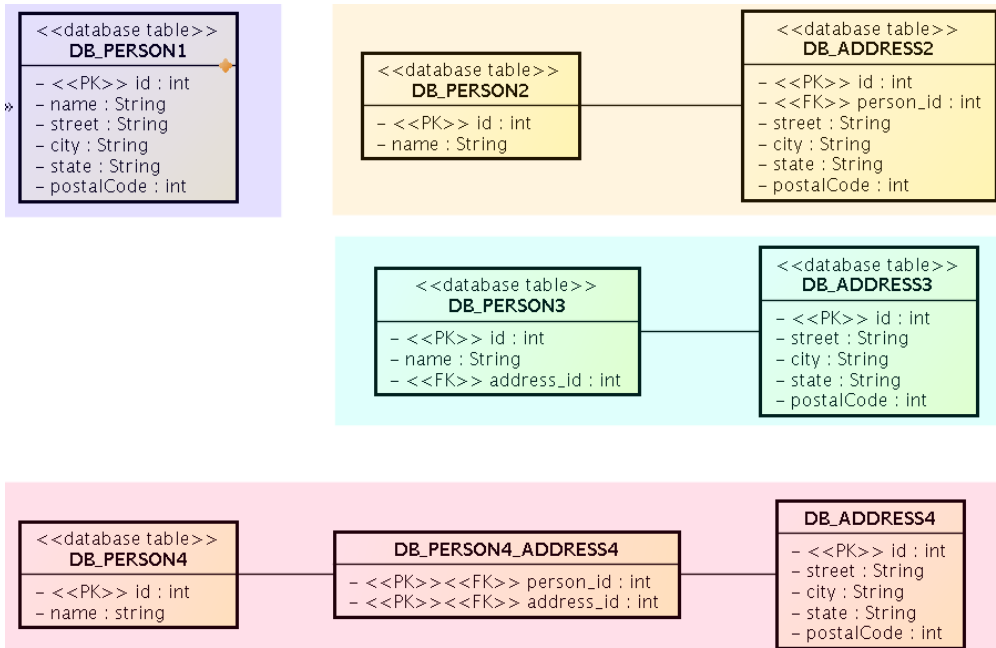 <<database table>>
DB_PERSON1
– <<PK>> id : int
– name : String
– street : String
– city : String
– state : String
– postalCode : int
»
<<database table>>
DB_PERSON2
– <<PK>> id : int
– name : String
<<database table>>
DB_ADDRESS2
– <<PK>> id : int
– <<FK>> person_id : int
– street : String
– city : String
– state : String
– postalCode : int
<<database table>>
DB_PERSON3
– <<PK>> id : int
– name : String
– <<FK>> address_id : int
<<database table>>
DB_ADDRESS3
– <<PK>> id : int
– street : String
– city : String
– state : String
– postalCode : int
<<database table>>
DB_PERSON4
– <<PK>> id : int
– name : string
DB_PERSON4_ADDRESS4
– <<PK>><<FK>> person_id : int
– <<PK>><<FK>> address_id : int
DB_ADDRESS4
– <<PK>> id : int
– street : String
– city : String
– state : String
– postalCode : int